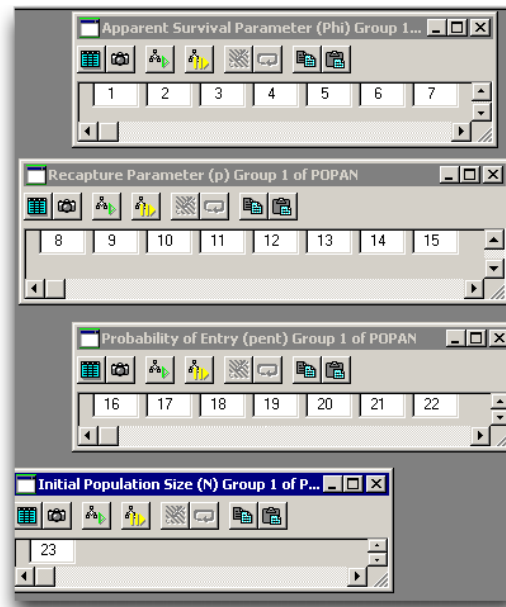 Apparent Survival Parameter (Phi) Group 1...
1 2 3 4 5 6 7
Recapture Parameter (p) Group 1 of POPAN
8 9 10 11 12 13 14 15
Probability of Entry (pent) Group 1 of POPAN
16 17 18 19 20 21 22
Initial Population Size (N) Group 1 of P...
23